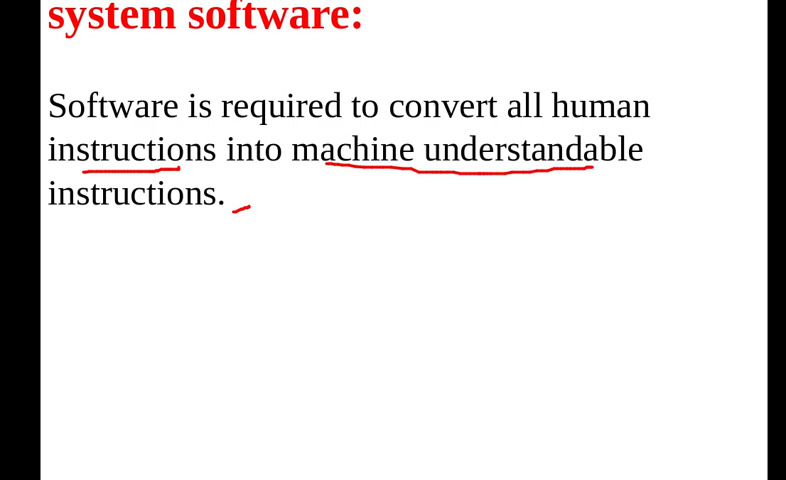 system software:
Software is required to convert all human
instructions into machine understandable
instructions.